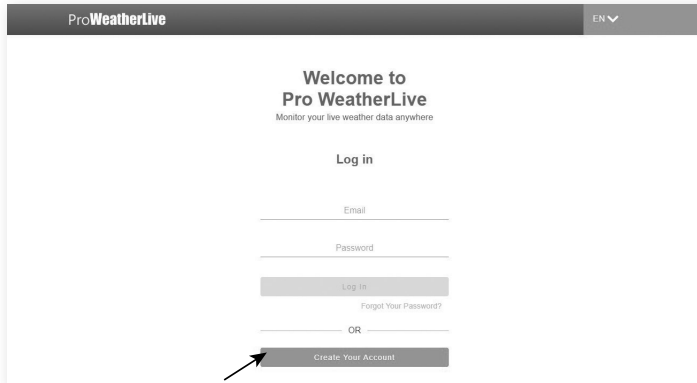 ProWeatherLive
EN
Welcome to
Pro WeatherLive
Monitor your live weather data anywhere
Log in
Email
Password
Log In
Forgot Your Password?
OR
Create Your Account